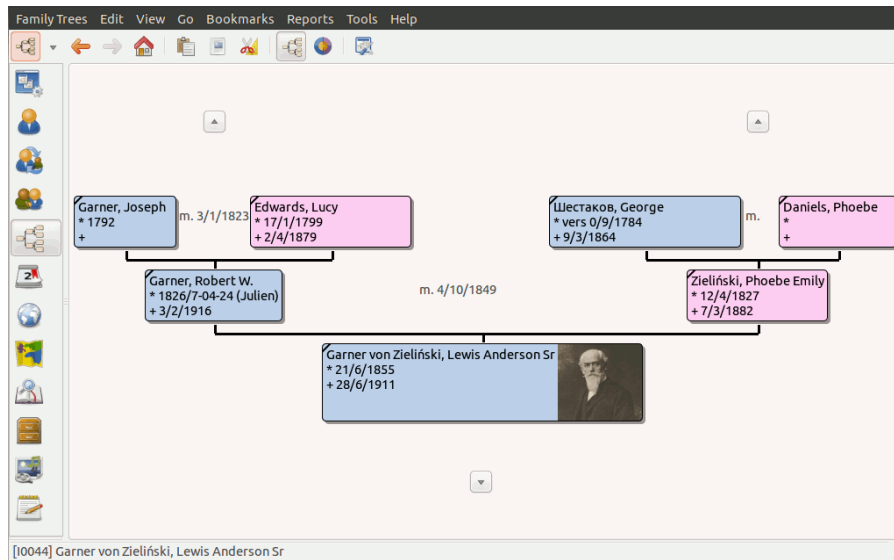 Family Trees Edit View Go Bookmarks Reports Tools Help
Garner, Joseph
* 1792
+
m. 3/1/1823
Edwards, Lucy
* 17/1/1799
+ 2/4/1879
Шестаков, George
* vers 0/9/1784
+ 9/3/1864
m.
Daniels, Phoebe
*
+
Garner, Robert W.
* 1826/7-04-24 (Julien)
+ 3/2/1916
m. 4/10/1849
Zieliński, Phoebe Emily
* 12/4/1827
+ 7/3/1882
Garner von Zieliński, Lewis Anderson Sr
* 21/6/1855
+ 28/6/1911
[I0044] Garner von Zieliński, Lewis Anderson Sr